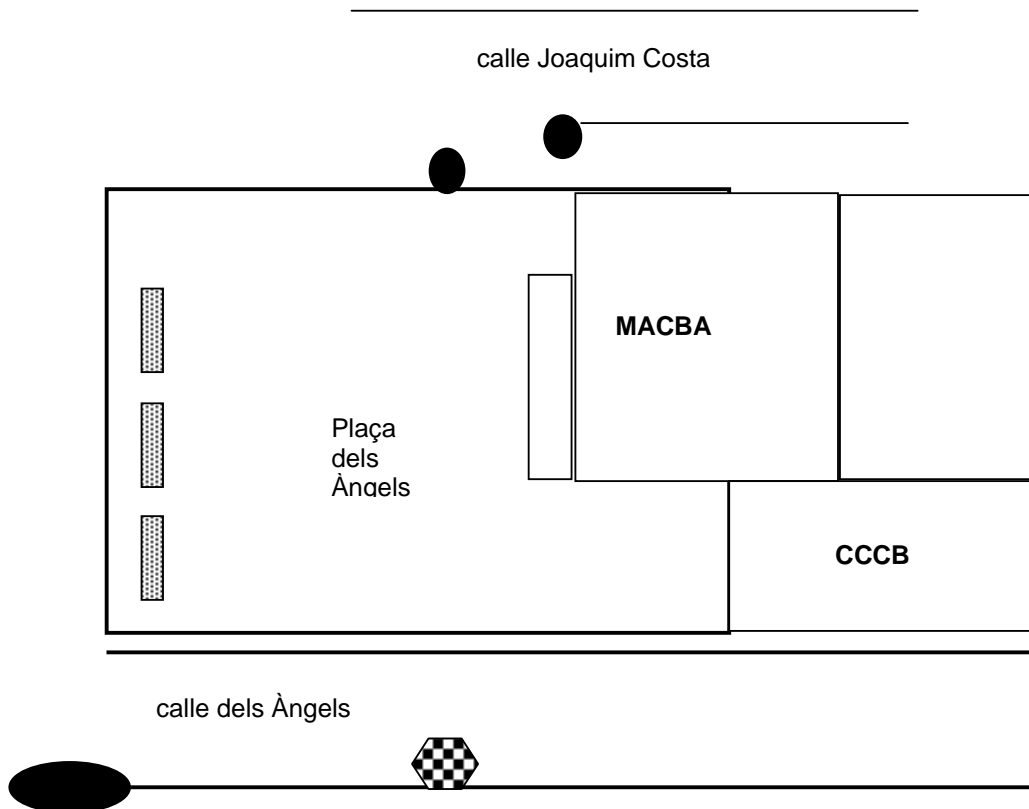 calle Joaquim Costa
MACBA
Plaça
dels
Àngels
CCCB
calle dels Àngels